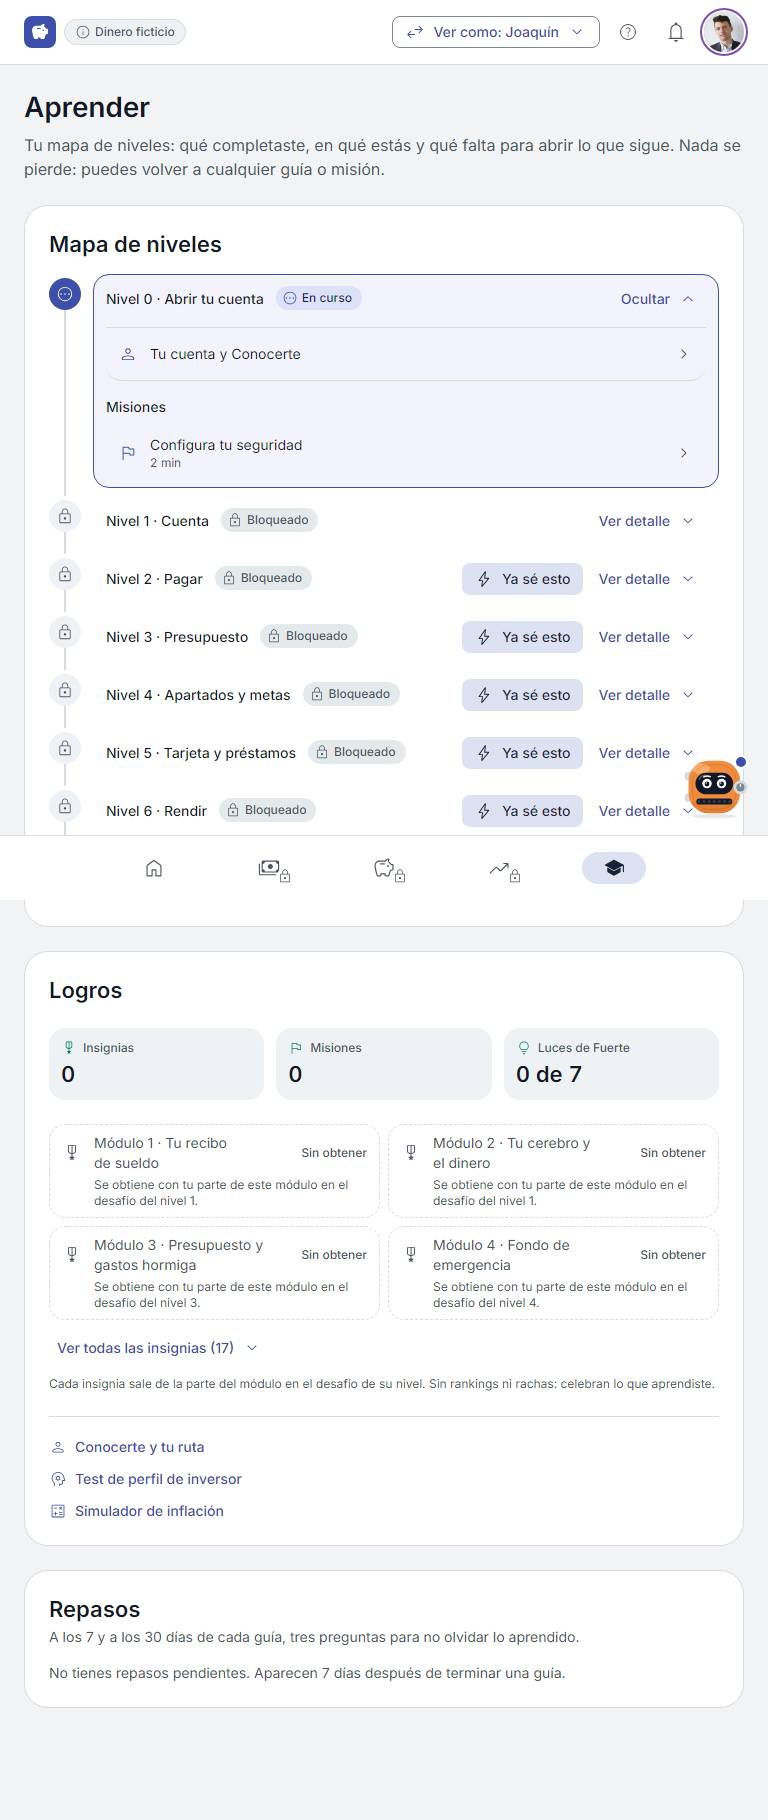 Dinero ficticio
Ver como: Joaquín
Aprender
Tu mapa de niveles: qué completaste, en qué estás y qué falta para abrir lo que sigue. Nada se
pierde: puedes volver a cualquier guía o misión.
Mapa de niveles
Nivel 0 · Abrir tu cuenta
En curso
Ocultar
Tu cuenta y Conocerte
Misiones
Configura tu seguridad
2 min
Nivel 1 · Cuenta
Bloqueado
Ver detalle
Nivel 2 · Pagar
Bloqueado
Ya sé esto
Ver detalle
Nivel 3 · Presupuesto
Bloqueado
Ya sé esto
Ver detalle
Nivel 4 · Apartados y metas
Bloqueado
Ya sé esto
Ver detalle
Nivel 5 · Tarjeta y préstamos
Bloqueado
Ya sé esto
Ver detalle
Nivel 6 · Rendir
Bloqueado
Ya sé esto
Ver detalle
Logros
Insignias
0
Misiones
0
Luces de Fuerte
0 de 7
Módulo 1 · Tu recibo
de sueldo
Sin obtener
Se obtiene con tu parte de este módulo en el
desafío del nivel 1.
Módulo 2 · Tu cerebro y
el dinero
Sin obtener
Se obtiene con tu parte de este módulo en el
desafío del nivel 1.
Módulo 3 · Presupuesto y
gastos hormiga
Sin obtener
Se obtiene con tu parte de este módulo en el
desafío del nivel 3.
Módulo 4 · Fondo de
emergencia
Sin obtener
Se obtiene con tu parte de este módulo en el
desafío del nivel 4.
Ver todas las insignias (17)
Cada insignia sale de la parte del módulo en el desafío de su nivel. Sin rankings ni rachas: celebran lo que aprendiste.
Conocerte y tu ruta
Test de perfil de inversor
Simulador de inflación
Repasos
A los 7 y a los 30 días de cada guía, tres preguntas para no olvidar lo aprendido.
No tienes repasos pendientes. Aparecen 7 días después de terminar una guía.